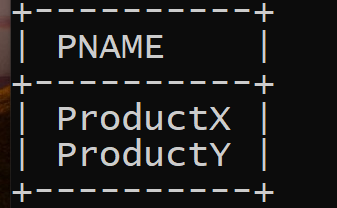 +----------+
| PNAME    |
+----------+
| ProductX |
| ProductY |
+----------+